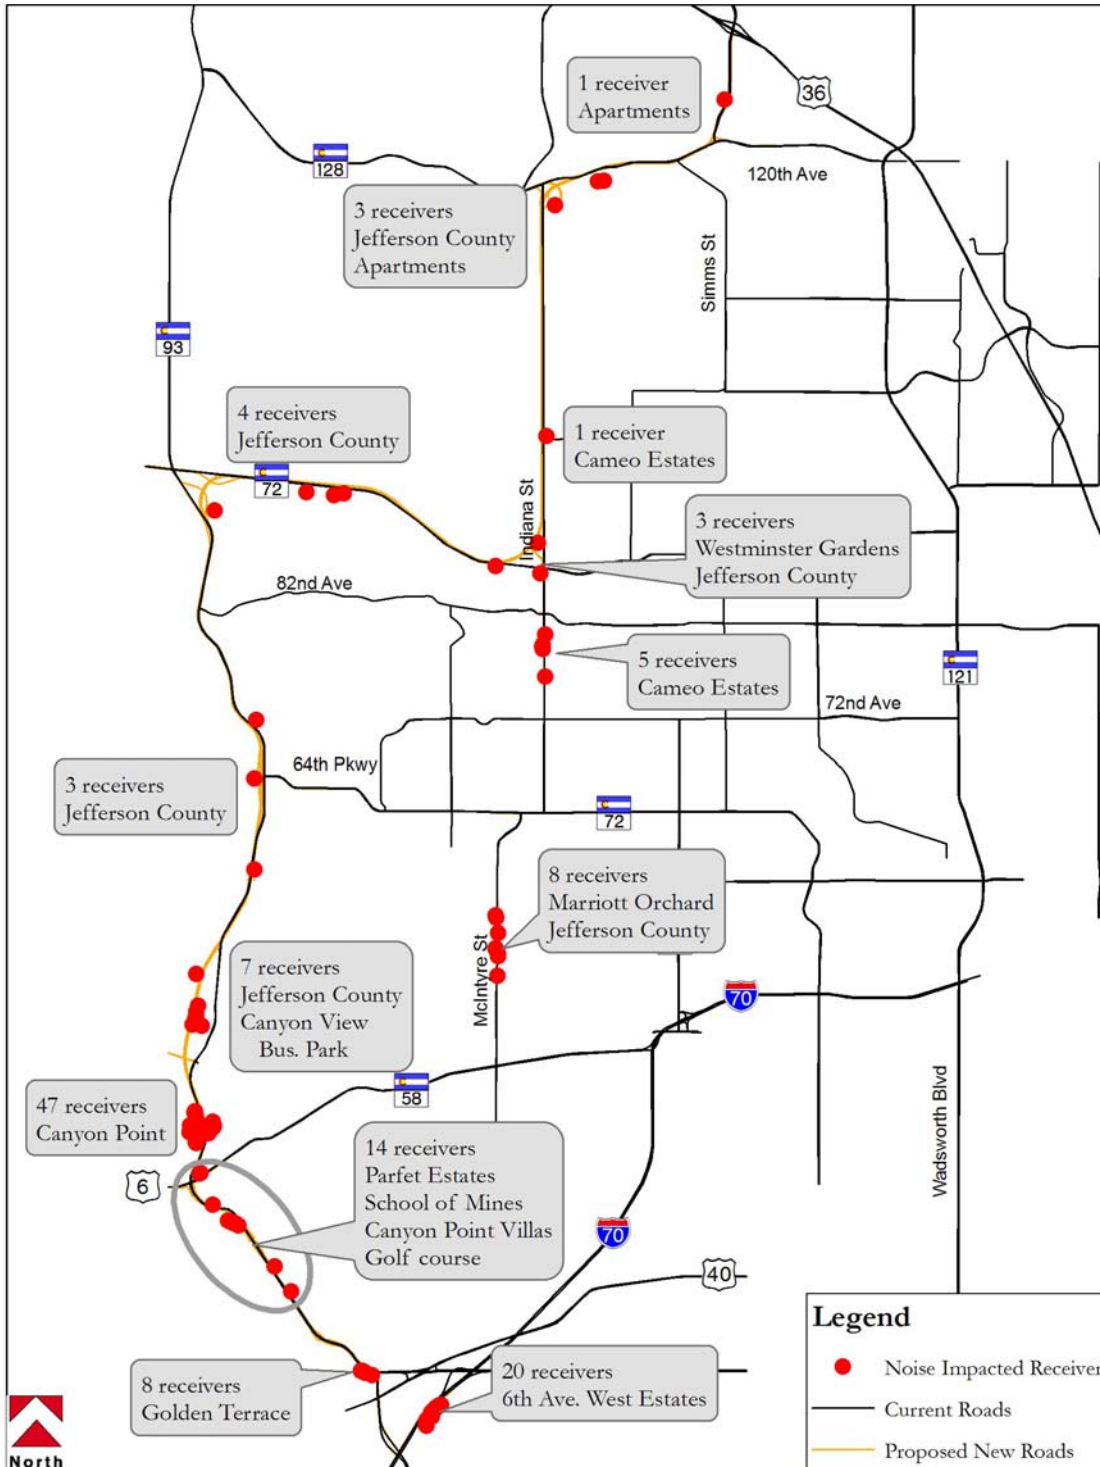 1 receiver
Apartments
36
128
120th Ave
3 receivers
Jefferson County
Apartments
Simms St
93
4 receivers
Jefferson County
72
1 receiver
Cameo Estates
Indiana St
3 receivers
Westminster Gardens
Jefferson County
82nd Ave
5 receivers
Cameo Estates
121
72nd Ave
64th Pkwy
3 receivers
Jefferson County
72
8 receivers
Marriott Orchard
Jefferson County
McIntyre St
7 receivers
Jefferson County
Canyon View
Bus. Park
70
58
47 receivers
Canyon Point
Wadsworth Blvd
14 receivers
Parfet Estates
School of Mines
Canyon Point Villas
Golf course
6
70
40
8 receivers
Golden Terrace
20 receivers
6th Ave. West Estates
Legend
Noise Impacted Receiver
Current Roads
Proposed New Roads
North